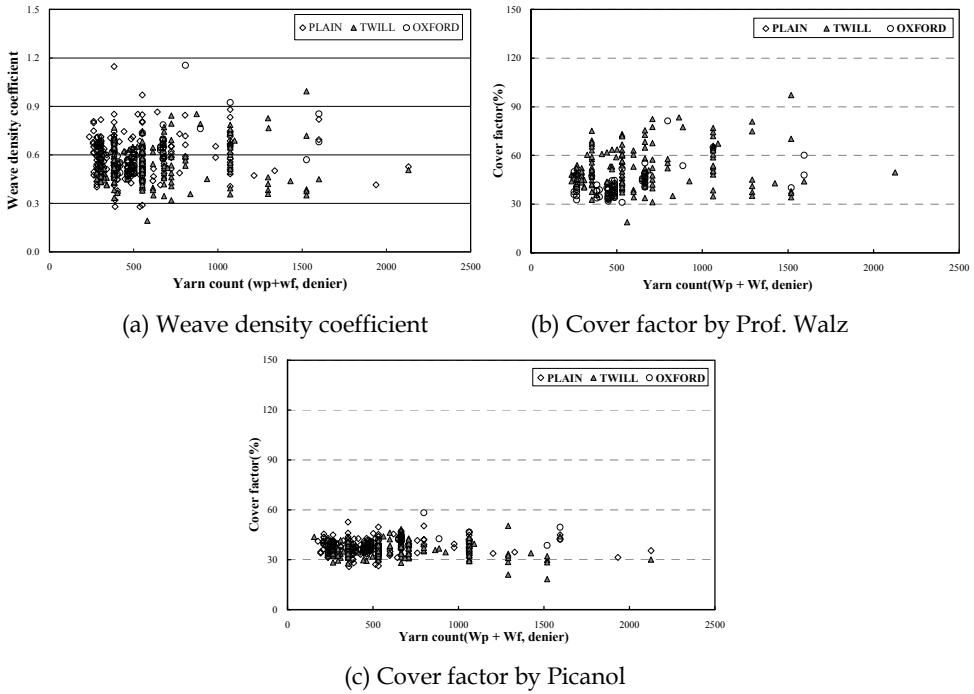 1.5
1.2
0.9
0.6
0.3
0.0
Weave density coefficient
PLAIN TWILL OXFORD
0 500 1000 1500 2000 2500
Yarn count (wp+wf, denier)
(a) Weave density coefficient
150
120
90
60
30
0
Cover factor(%)
PLAIN TWILL OXFORD
0 500 1000 1500 2000 2500
Yarn count(Wp + Wf, denier)
(b) Cover factor by Prof. Walz
150
120
90
60
30
0
Cover factor(%)
PLAIN TWILL OXFORD
0 500 1000 1500 2000 2500
Yarn count(Wp + Wf, denier)
(c) Cover factor by Picanol